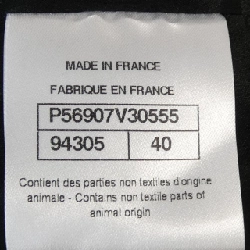 MADE IN FRANCE
FABRIQUE EN FRANCE
P56907V30555
94305 40
Contient des parties non textiles d'origine
animale - Contains non textile parts of
animal origin